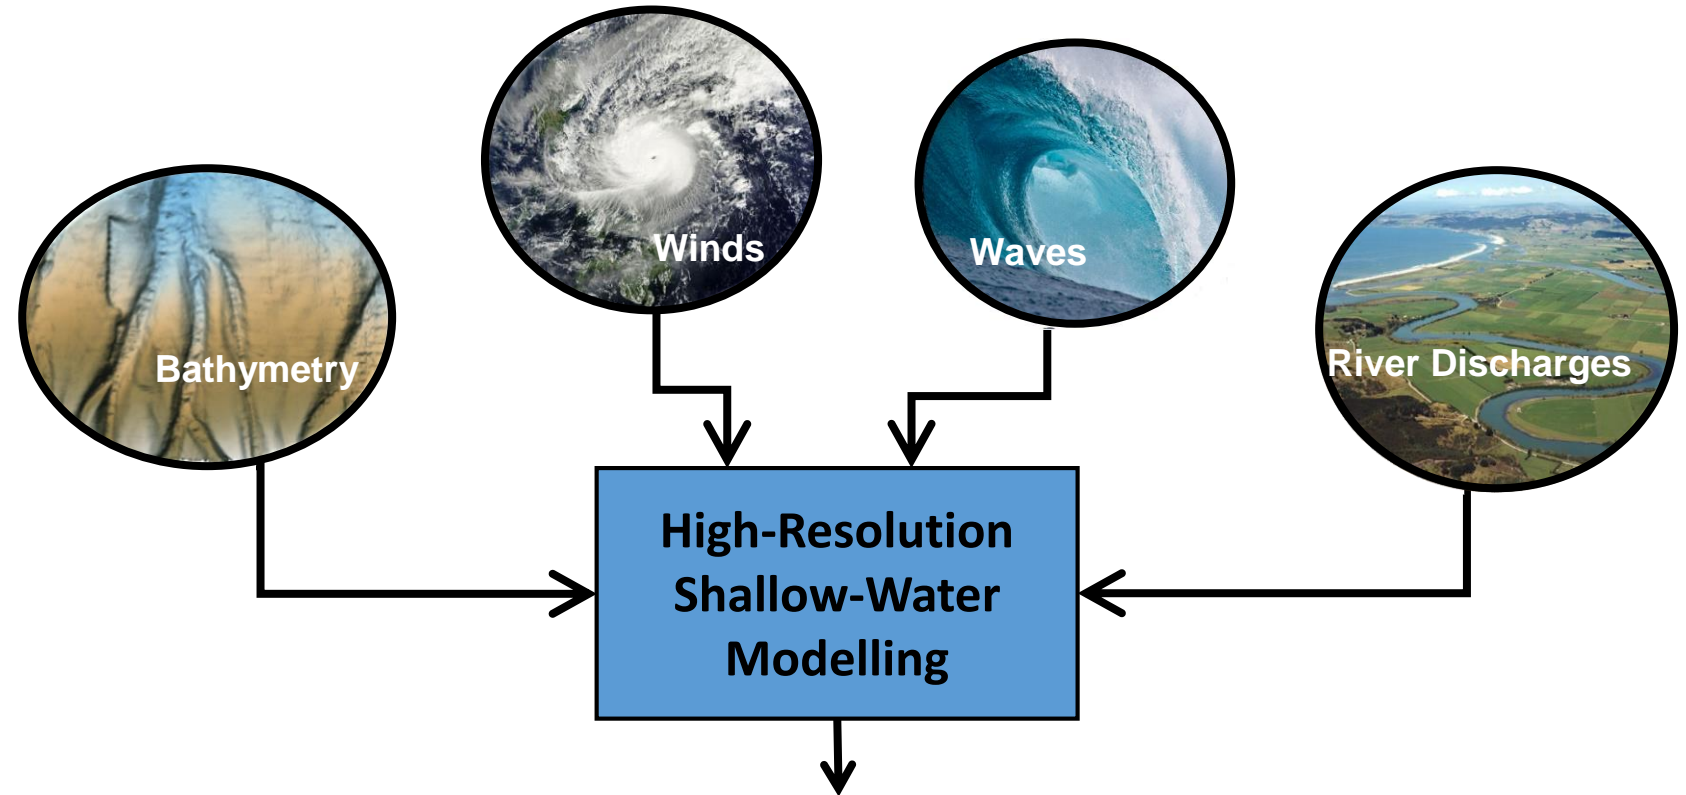 Winds
Waves
Bathymetry
River Discharges
High-Resolution
Shallow-Water
Modelling